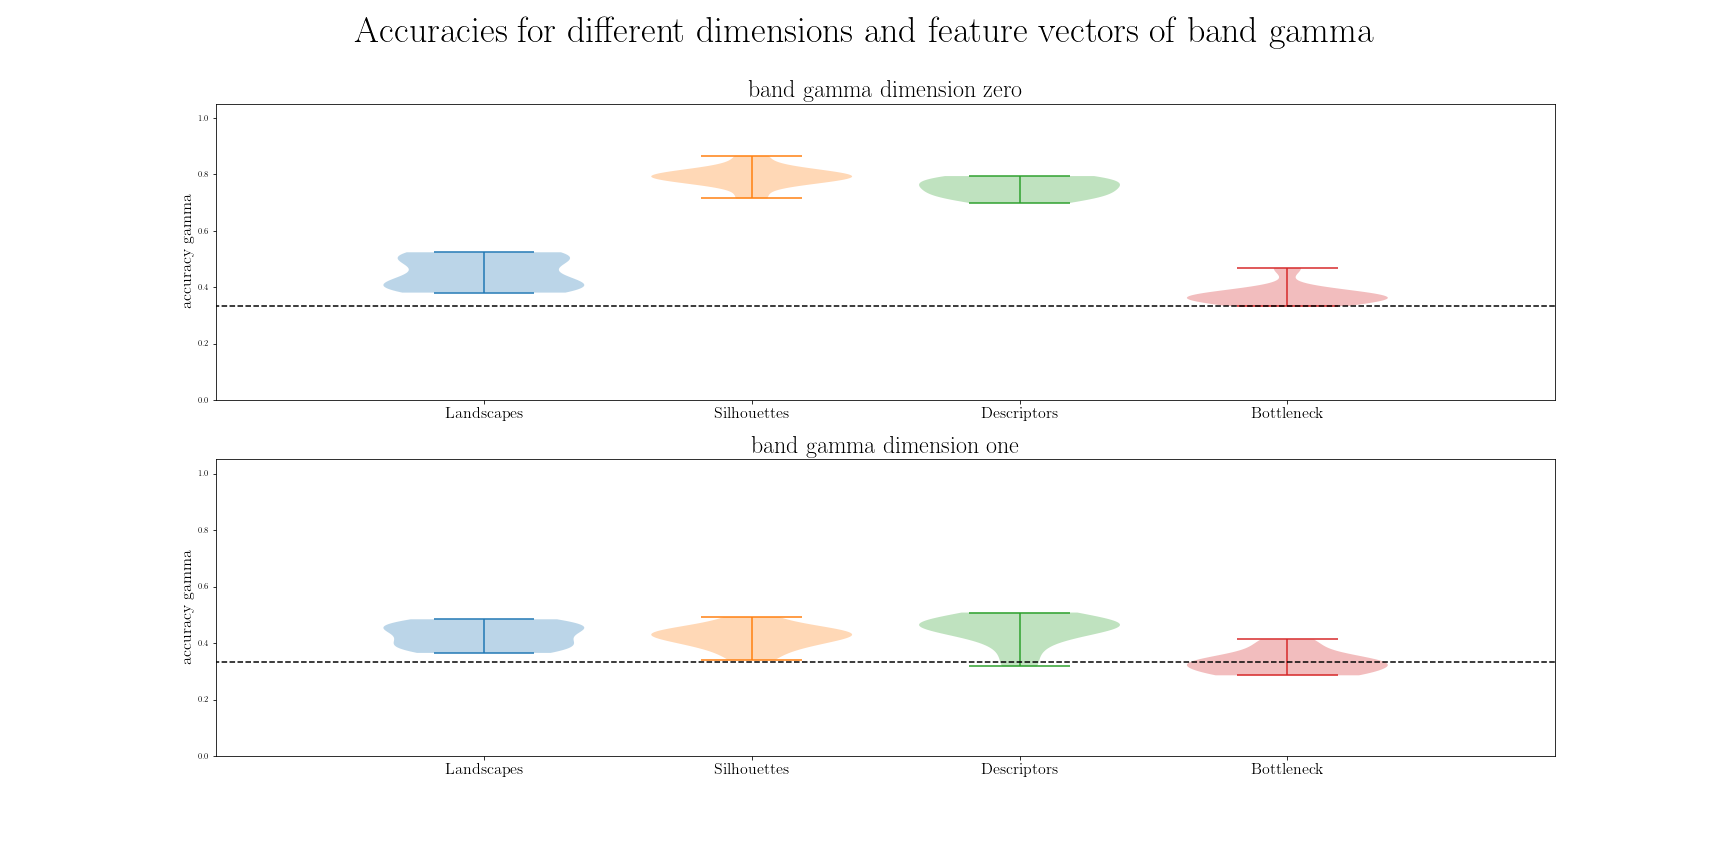 Accuracies for different dimensions and feature vectors of band gamma
band gamma dimension zero
accuracy gamma
1.0
0.8
0.6
0.4
0.2
0.0
Landscapes Silhouettes Descriptors Bottleneck
band gamma dimension one
accuracy gamma
1.0
0.8
0.6
0.4
0.2
0.0
Landscapes Silhouettes Descriptors Bottleneck